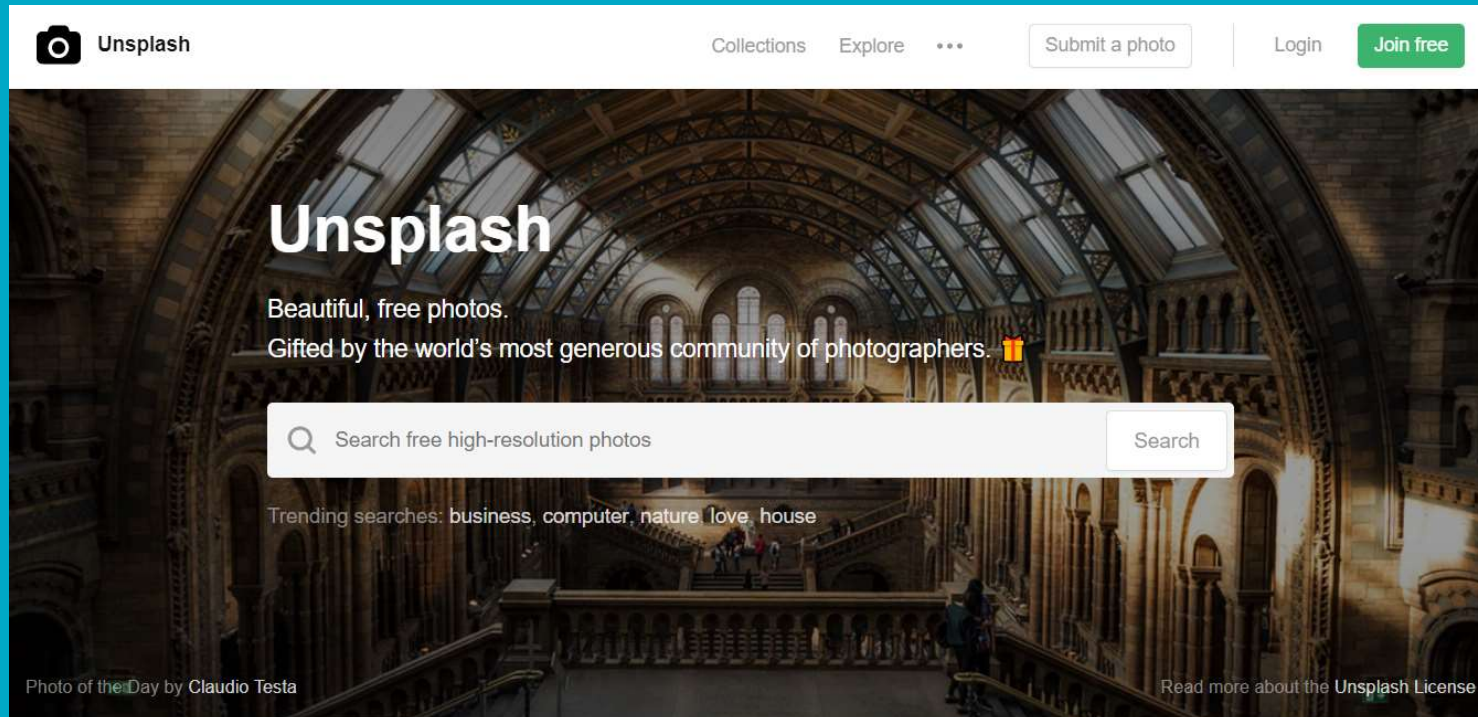 Unsplash
Collections Explore ••• Submit a photo Login Join free
Unsplash
Beautiful, free photos.
Gifted by the world’s most generous community of photographers. 🎁
Search free high-resolution photos Search
Trending searches: business, computer, nature, love, house
Photo of the Day by Claudio Testa
Read more about the Unsplash License